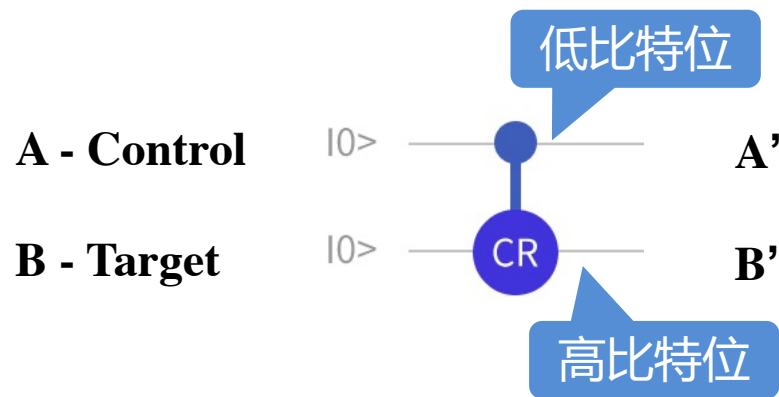 低比特位
A - Control |0> A’
B - Target |0> CR B’
高比特位